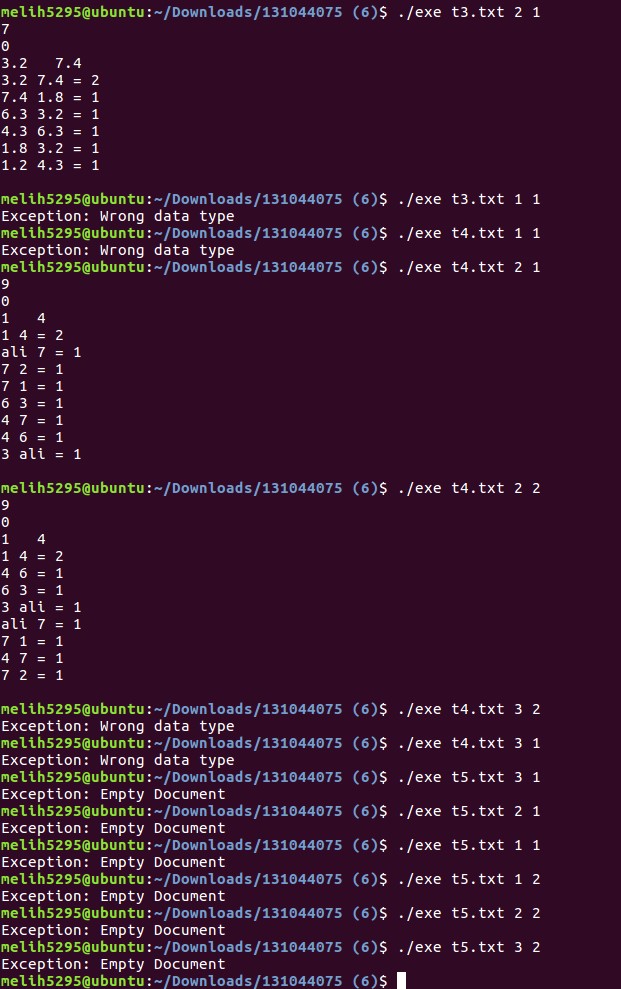 melih5295@ubuntu:~/Downloads/131044075 (6)$ ./exe t3.txt 2 1
7
0
3.2   7.4
3.2 7.4 = 2
7.4 1.8 = 1
6.3 3.2 = 1
4.3 6.3 = 1
1.8 3.2 = 1
1.2 4.3 = 1
melih5295@ubuntu:~/Downloads/131044075 (6)$ ./exe t3.txt 1 1
Exception: Wrong data type
melih5295@ubuntu:~/Downloads/131044075 (6)$ ./exe t4.txt 1 1
Exception: Wrong data type
melih5295@ubuntu:~/Downloads/131044075 (6)$ ./exe t4.txt 2 1
9
0
1   4
1 4 = 2
ali 7 = 1
7 2 = 1
7 1 = 1
6 3 = 1
4 7 = 1
4 6 = 1
3 ali = 1
melih5295@ubuntu:~/Downloads/131044075 (6)$ ./exe t4.txt 2 2
9
0
1   4
1 4 = 2
4 6 = 1
6 3 = 1
3 ali = 1
ali 7 = 1
7 1 = 1
4 7 = 1
7 2 = 1
melih5295@ubuntu:~/Downloads/131044075 (6)$ ./exe t4.txt 3 2
Exception: Wrong data type
melih5295@ubuntu:~/Downloads/131044075 (6)$ ./exe t4.txt 3 1
Exception: Wrong data type
melih5295@ubuntu:~/Downloads/131044075 (6)$ ./exe t5.txt 3 1
Exception: Empty Document
melih5295@ubuntu:~/Downloads/131044075 (6)$ ./exe t5.txt 2 1
Exception: Empty Document
melih5295@ubuntu:~/Downloads/131044075 (6)$ ./exe t5.txt 1 1
Exception: Empty Document
melih5295@ubuntu:~/Downloads/131044075 (6)$ ./exe t5.txt 1 2
Exception: Empty Document
melih5295@ubuntu:~/Downloads/131044075 (6)$ ./exe t5.txt 2 2
Exception: Empty Document
melih5295@ubuntu:~/Downloads/131044075 (6)$ ./exe t5.txt 3 2
Exception: Empty Document
melih5295@ubuntu:~/Downloads/131044075 (6)$